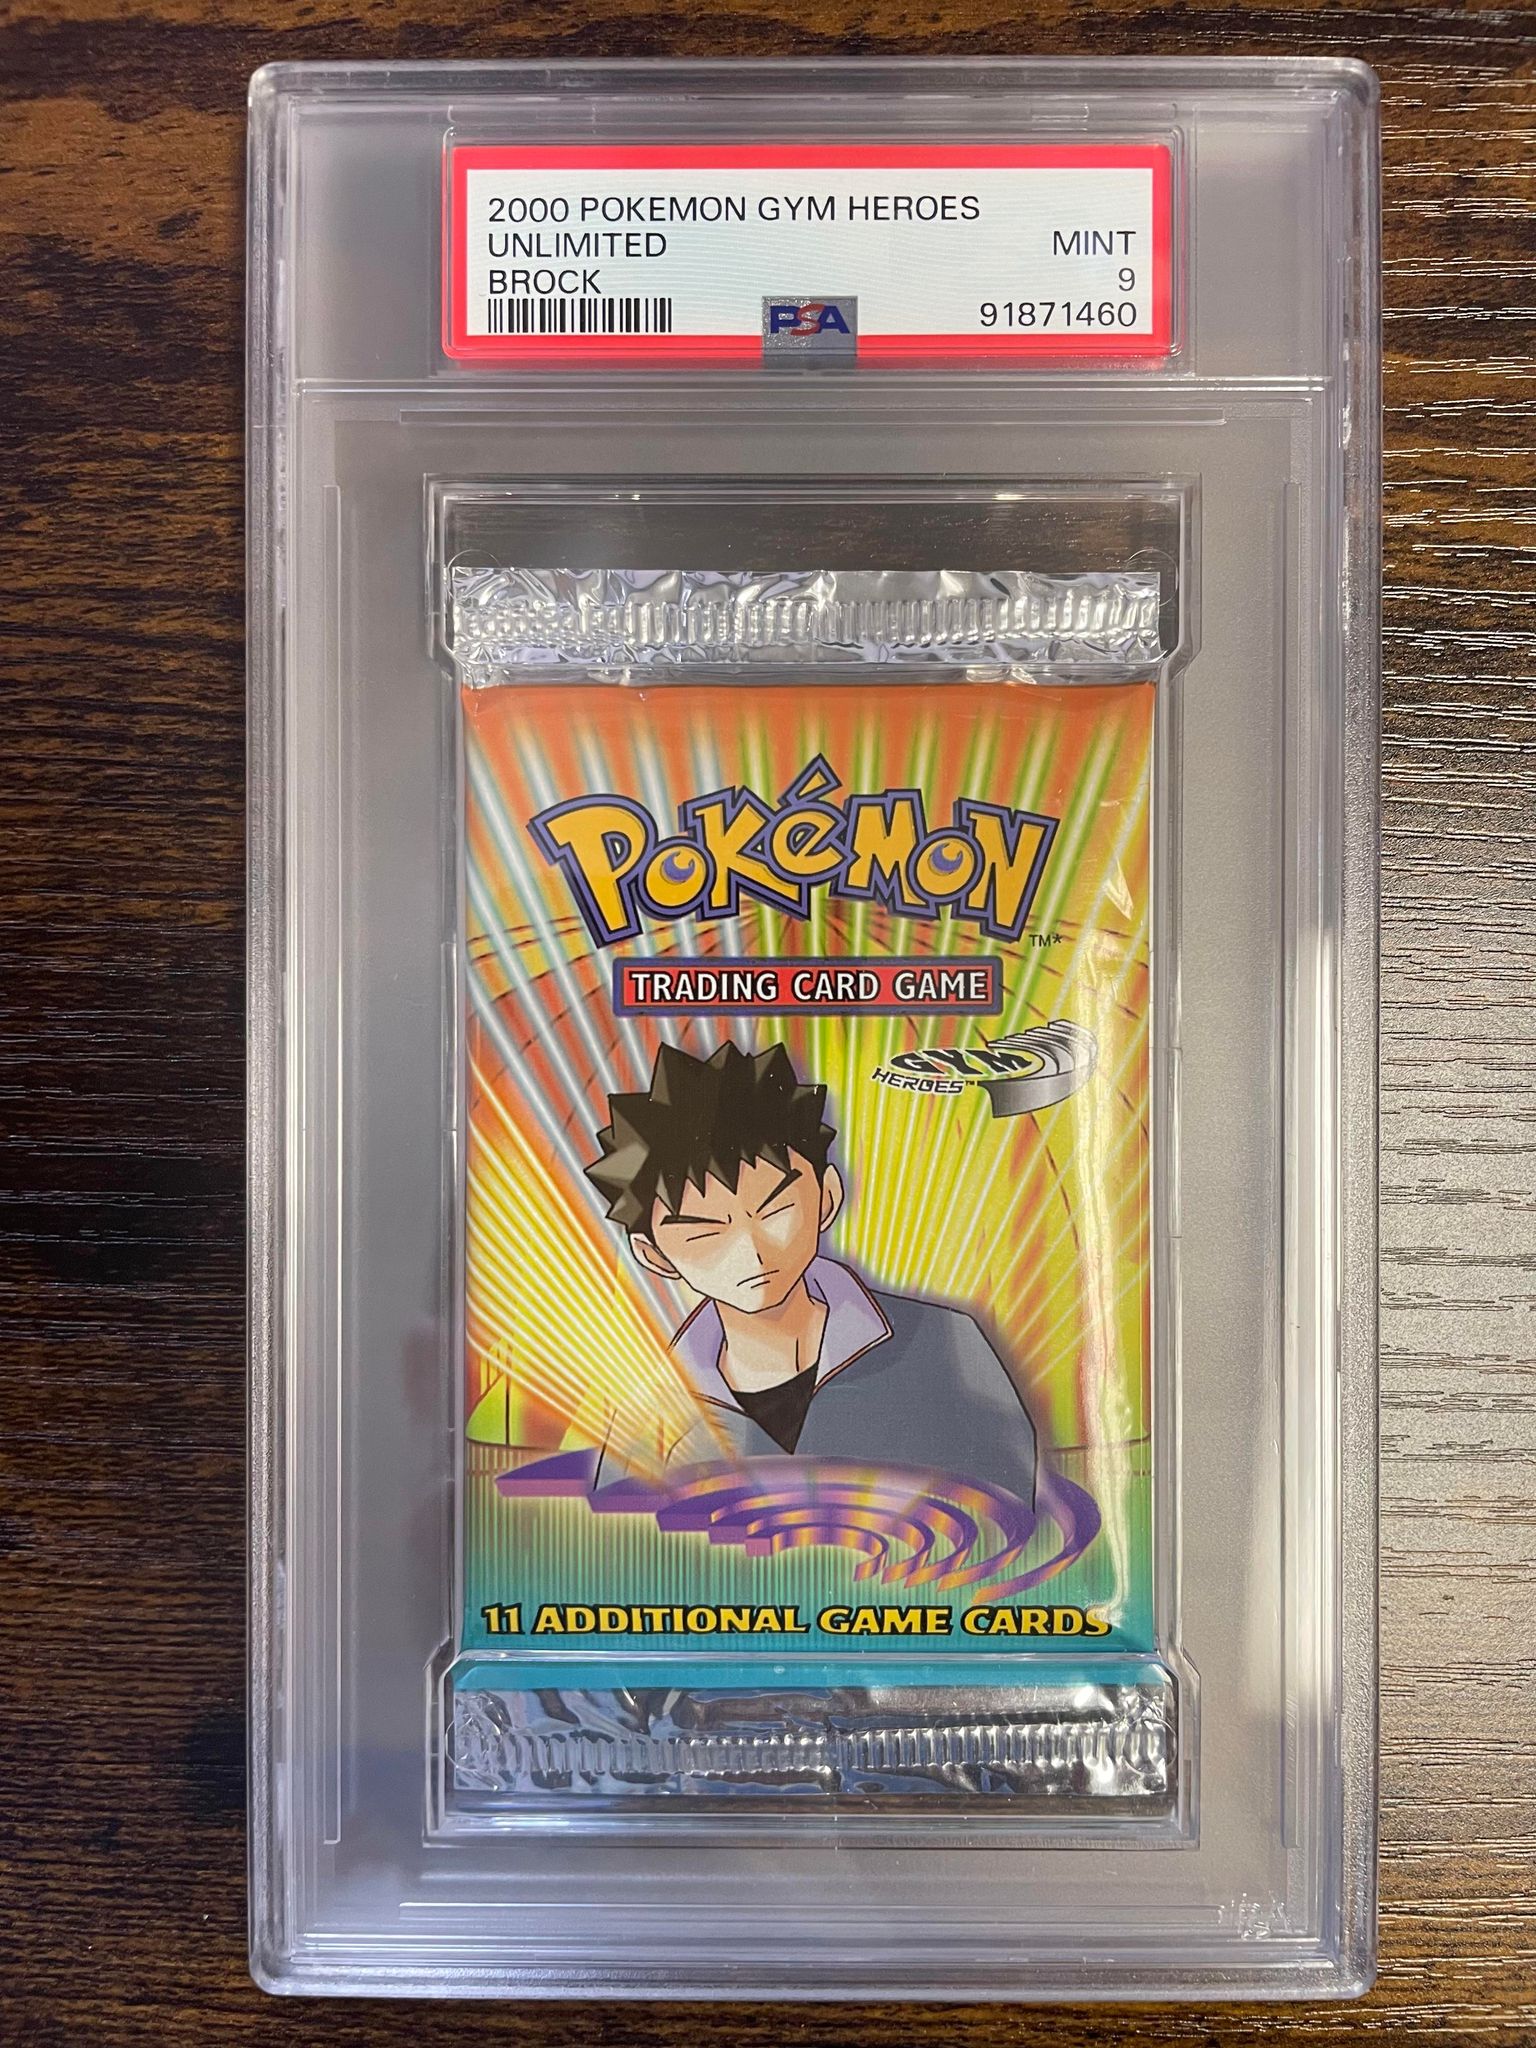 2000 POKEMON GYM HEROES
UNLIMITED
MINT
BROCK
9
PSA
91871460
POKéMON
TM*
TRADING CARD GAME
GYM
HEROES™
11 ADDITIONAL GAME CARDS